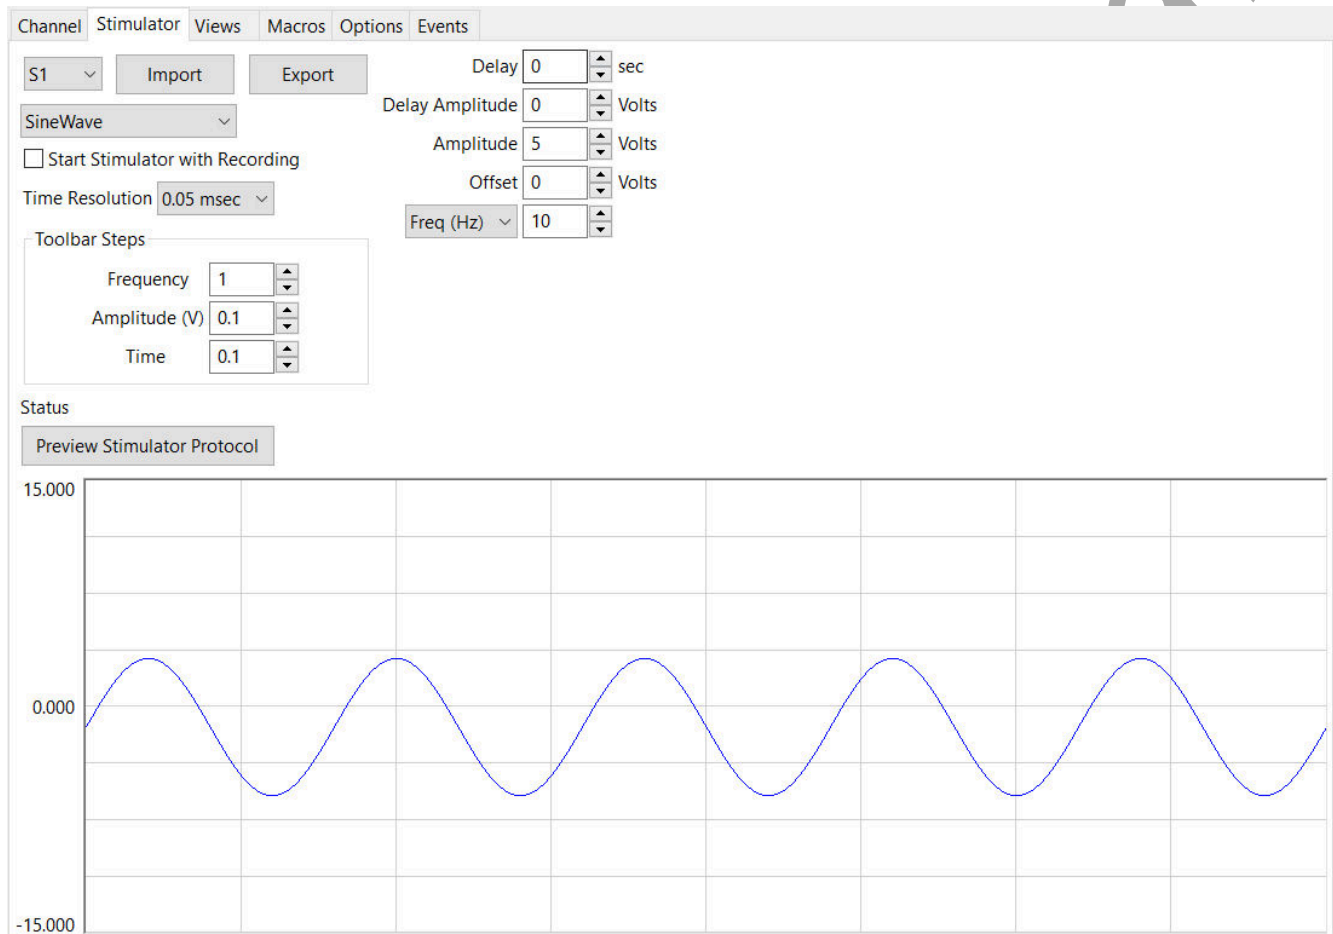 Channel Stimulator Views Macros Options Events
S1 Import Export
SineWave
Start Stimulator with Recording
Time Resolution 0.05 msec
Toolbar Steps
Frequency 1
Amplitude (V) 0.1
Time 0.1
Delay 0 sec
Delay Amplitude 0 Volts
Amplitude 5 Volts
Offset 0 Volts
Freq (Hz) 10
Status
Preview Stimulator Protocol
15.000
0.000
-15.000